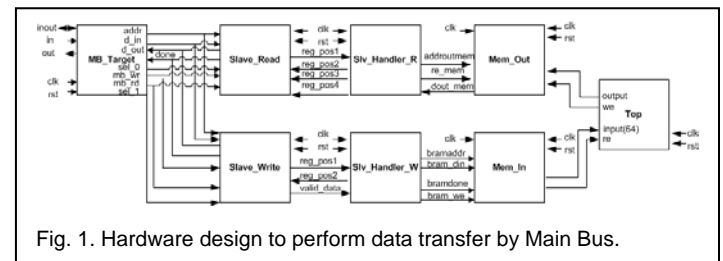 inout
in
out
clk
rst
MB_Target
addr
d_in
d_out
done
sel_0
mb_wr
mb_rd
sel_1
Slave_Read
clk
rst
reg_pos1
reg_pos2
reg_pos3
reg_pos4
Slv_Handler_R
addroutmem
re_mem
dout_mem
clk
Mem_Out
clk
rst
output
we
Top
input(64)
re
clk
rst
Slave_Write
clk
rst
reg_pos1
reg_pos2
valid_data
Slv_Handler_W
bramaddr
bram_din
bramdone
bram_we
clk
Mem_In
clk
rst
Fig. 1. Hardware design to perform data transfer by Main Bus.